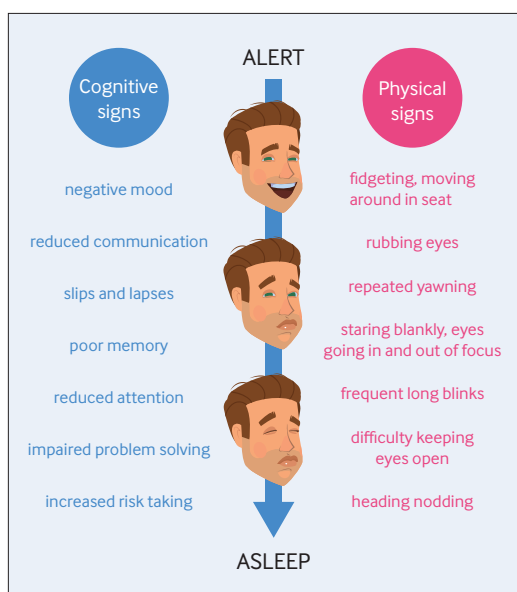 ALERT
Cognitive
signs
negative mood
reduced communication
slips and lapses
poor memory
reduced attention
impaired problem solving
increased risk taking
Physical
signs
fidgeting, moving
around in seat
rubbing eyes
repeated yawning
staring blankly, eyes
going in and out of focus
frequent long blinks
difficulty keeping
eyes open
heading nodding
ASLEEP